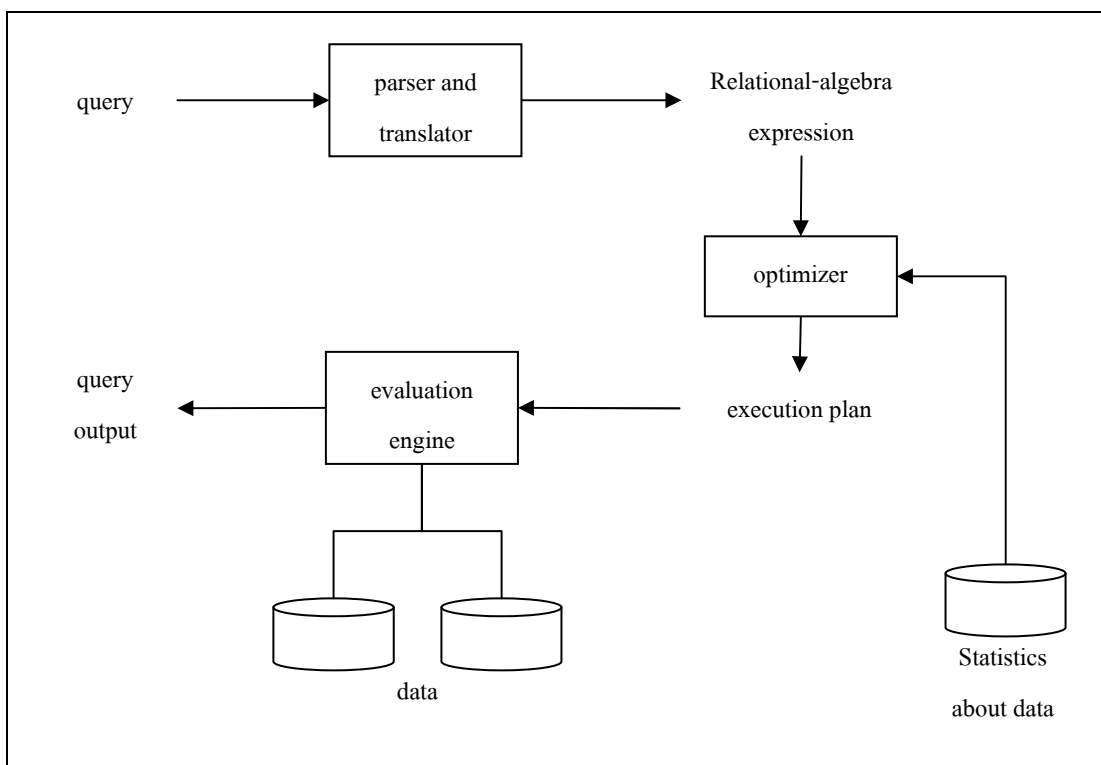 query
parser and
translator
Relational-algebra
expression
optimizer
query
output
evaluation
engine
execution plan
data
Statistics
about data